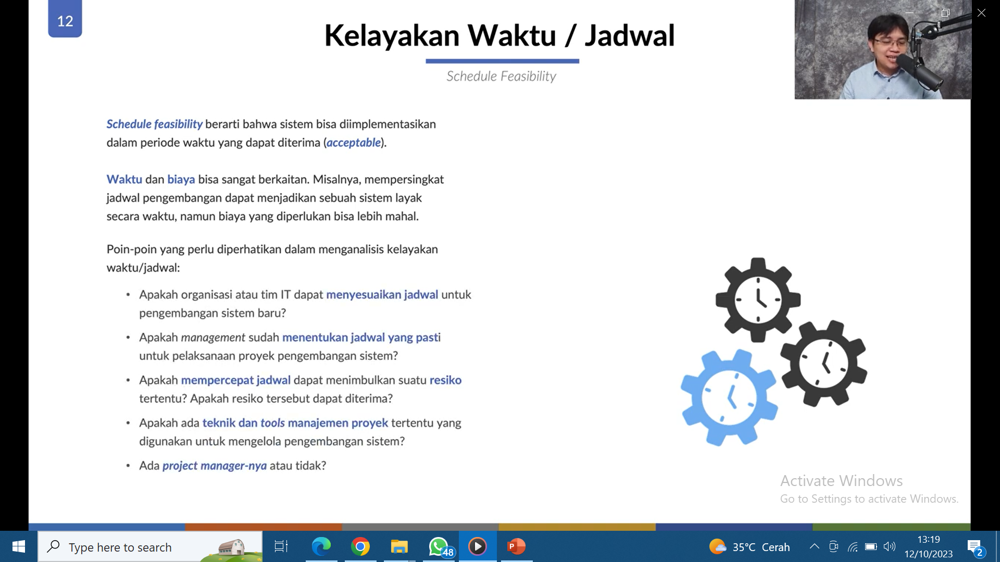 12
Kelayakan Waktu / Jadwal
Schedule Feasibility
Schedule feasibility berarti bahwa sistem bisa diimplementasikan
dalam periode waktu yang dapat diterima (acceptable).
Waktu dan biaya bisa sangat berkaitan. Misalnya, mempersingkat
jadwal pengembangan dapat menjadikan sebuah sistem layak
secara waktu, namun biaya yang diperlukan bisa lebih mahal.
Poin-poin yang perlu diperhatikan dalam menganalisis kelayakan
waktu/jadwal:
• Apakah organisasi atau tim IT dapat menyesuaikan jadwal untuk
pengembangan sistem baru?
• Apakah management sudah menentukan jadwal yang pasti
untuk pelaksanaan proyek pengembangan sistem?
• Apakah mempercepat jadwal dapat menimbulkan suatu resiko
tertentu? Apakah resiko tersebut dapat diterima?
• Apakah ada teknik dan tools manajemen proyek tertentu yang
digunakan untuk mengelola pengembangan sistem?
• Ada project manager-nya atau tidak?
Activate Windows
Go to Settings to activate Windows.
Type here to search
48
P
35°C Cerah
13:19
12/10/2023
2